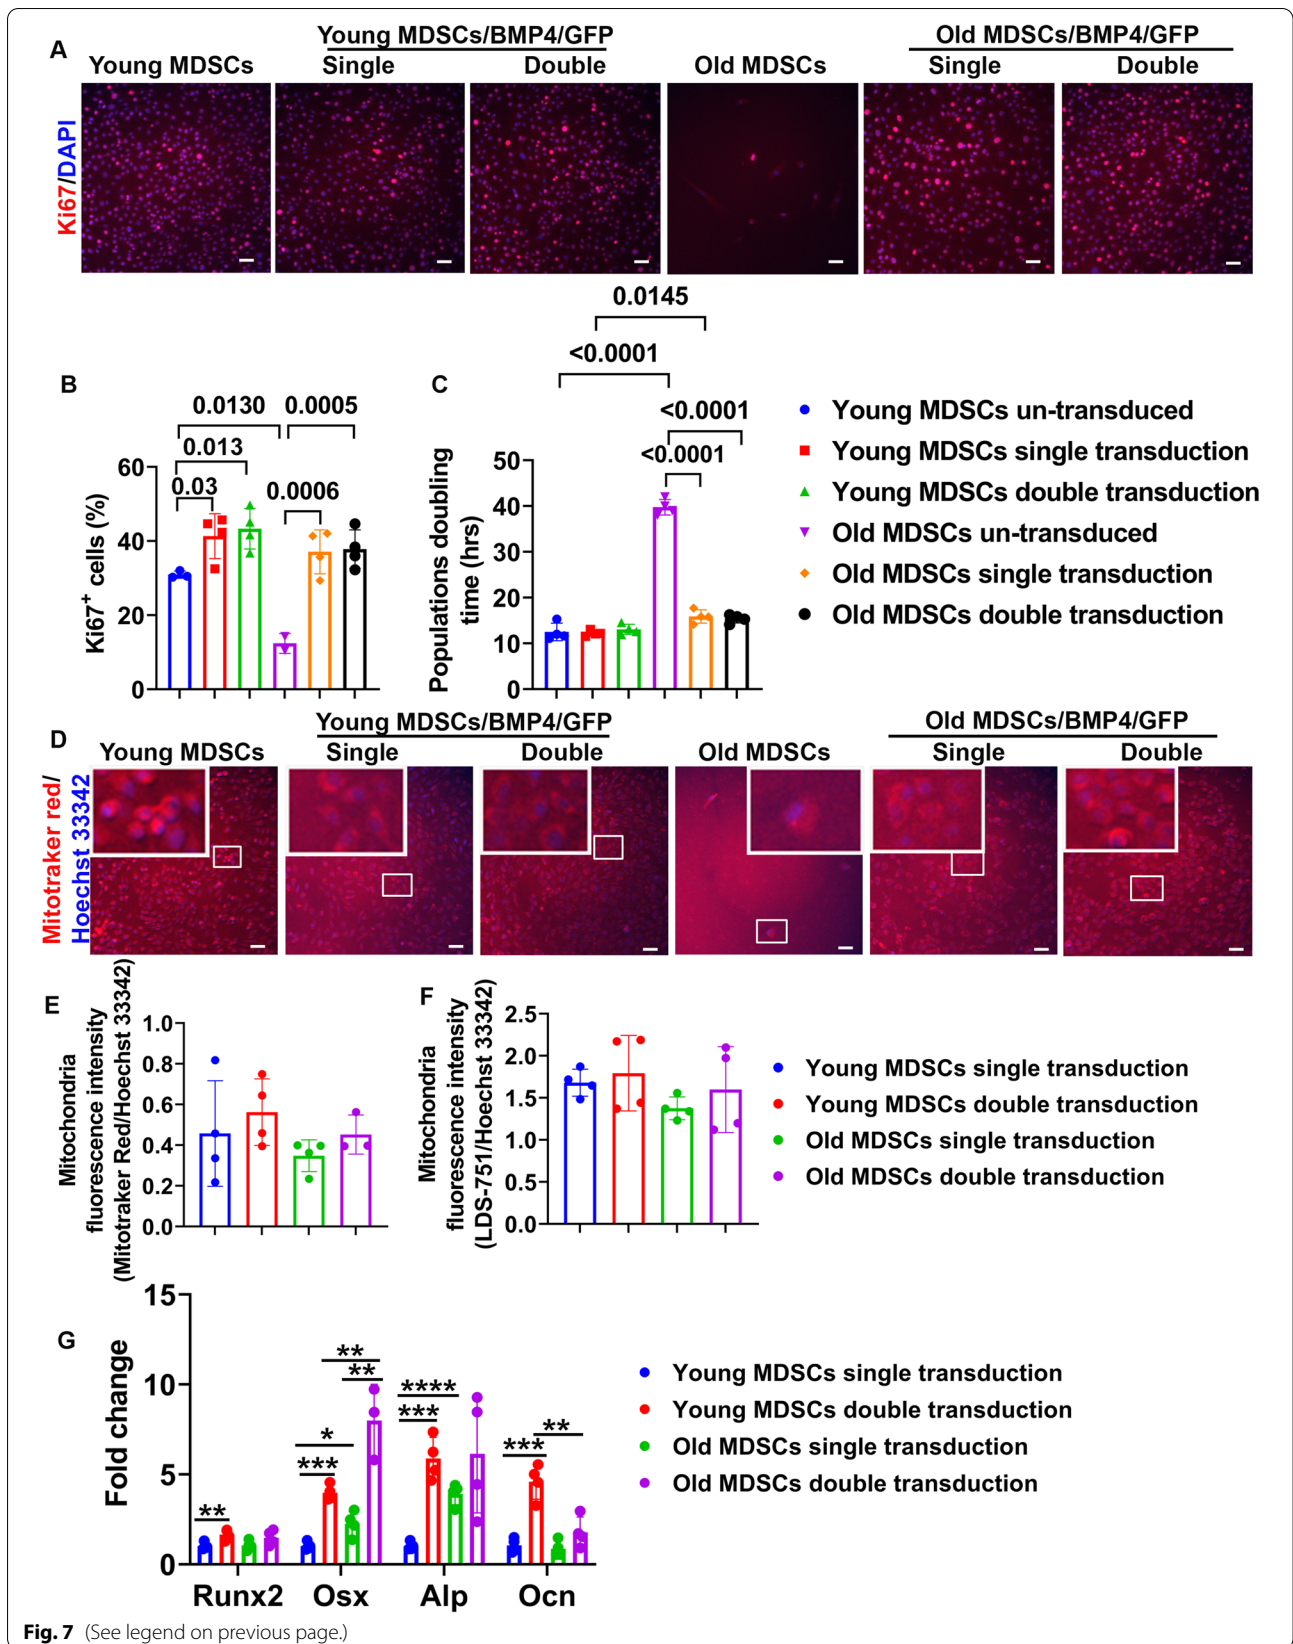 A
Young MDSCs/BMP4/GFP
Old MDSCs/BMP4/GFP
Young MDSCs
Single
Double
Old MDSCs
Single
Double
Ki67/DAPI
0.0145
<0.0001
B
C
0.0130
0.0005
<0.0001
0.013
<0.0001
0.03
0.0006
Ki67+ cells (%)
60
40
20
0
Populations doubling
time (hrs)
50
40
30
20
10
0
Young MDSCs un-transduced
Young MDSCs single transduction
Young MDSCs double transduction
Old MDSCs un-transduced
Old MDSCs single transduction
Old MDSCs double transduction
D
Young MDSCs/BMP4/GFP
Old MDSCs/BMP4/GFP
Young MDSCs
Single
Double
Old MDSCs
Single
Double
Mitotraker red/
Hoechst 33342
E
Mitochondria
fluorescence intensity
(Mitotraker Red/Hoechst 33342)
1.0
0.8
0.6
0.4
0.2
0.0
F
Mitochondria
fluorescence intensity
(LDS-751/Hoechst 33342)
2.5
2.0
1.5
1.0
0.5
0.0
Young MDSCs single transduction
Young MDSCs double transduction
Old MDSCs single transduction
Old MDSCs double transduction
G
Fold change
15
10
5
0
**
***
*
**
**
***
****
***
**
Runx2
Osx
Alp
Ocn
Young MDSCs single transduction
Young MDSCs double transduction
Old MDSCs single transduction
Old MDSCs double transduction
Fig. 7 (See legend on previous page.)